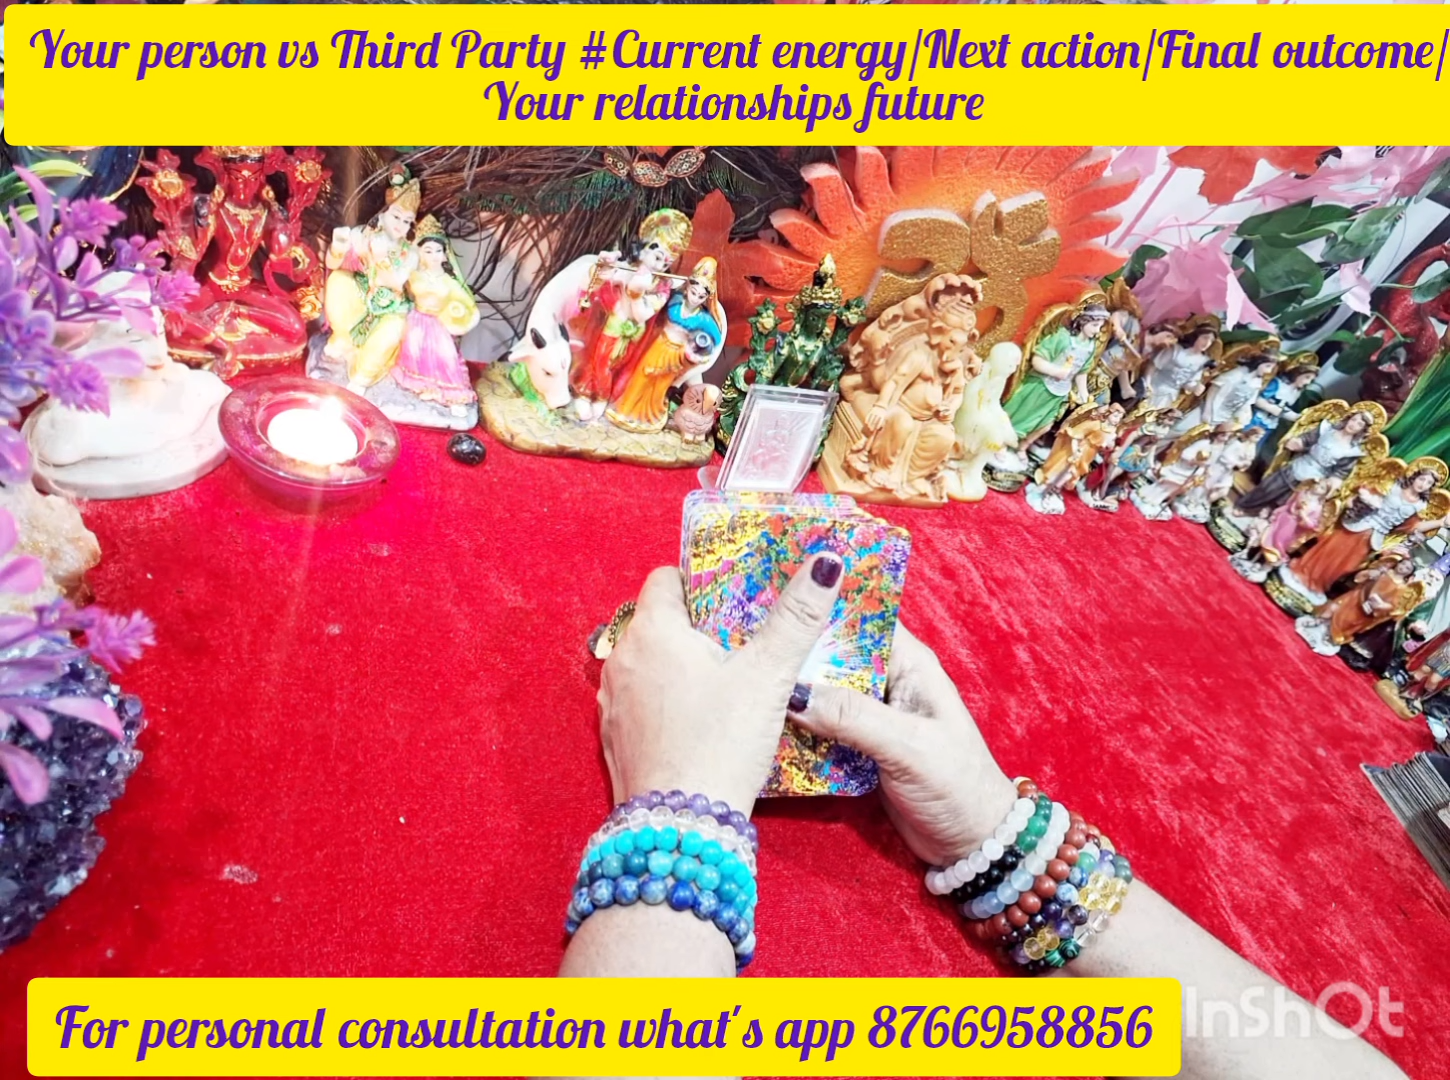 Your person vs Third Party #Current energy/Next action/Final outcome/
Your relationships future
ॐ
For personal consultation what's app 8766958856
InShOt